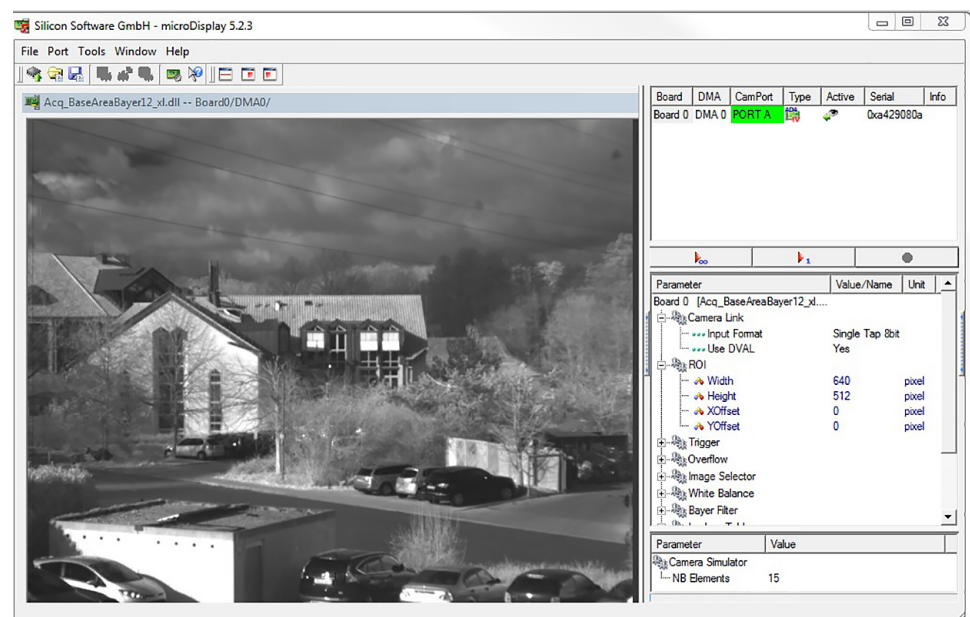 Silicon Software GmbH - microDisplay 5.2.3
File Port Tools Window Help
Acq_BaseAreaBayer12_xl.dll -- Board0/DMA0/
Board DMA CamPort Type Active Serial Info
Board 0 DMA 0 PORT A 0xa429080a
∞ 1
Parameter Value/Name Unit
Board 0 [Acq_BaseAreaBayer12_xl....
Camera Link
Input Format Single Tap 8bit
Use DVAL Yes
ROI
Width 640 pixel
Height 512 pixel
XOffset 0 pixel
YOffset 0 pixel
Trigger
Overflow
Image Selector
White Balance
Bayer Filter
Parameter Value
Camera Simulator
NB Elements 15